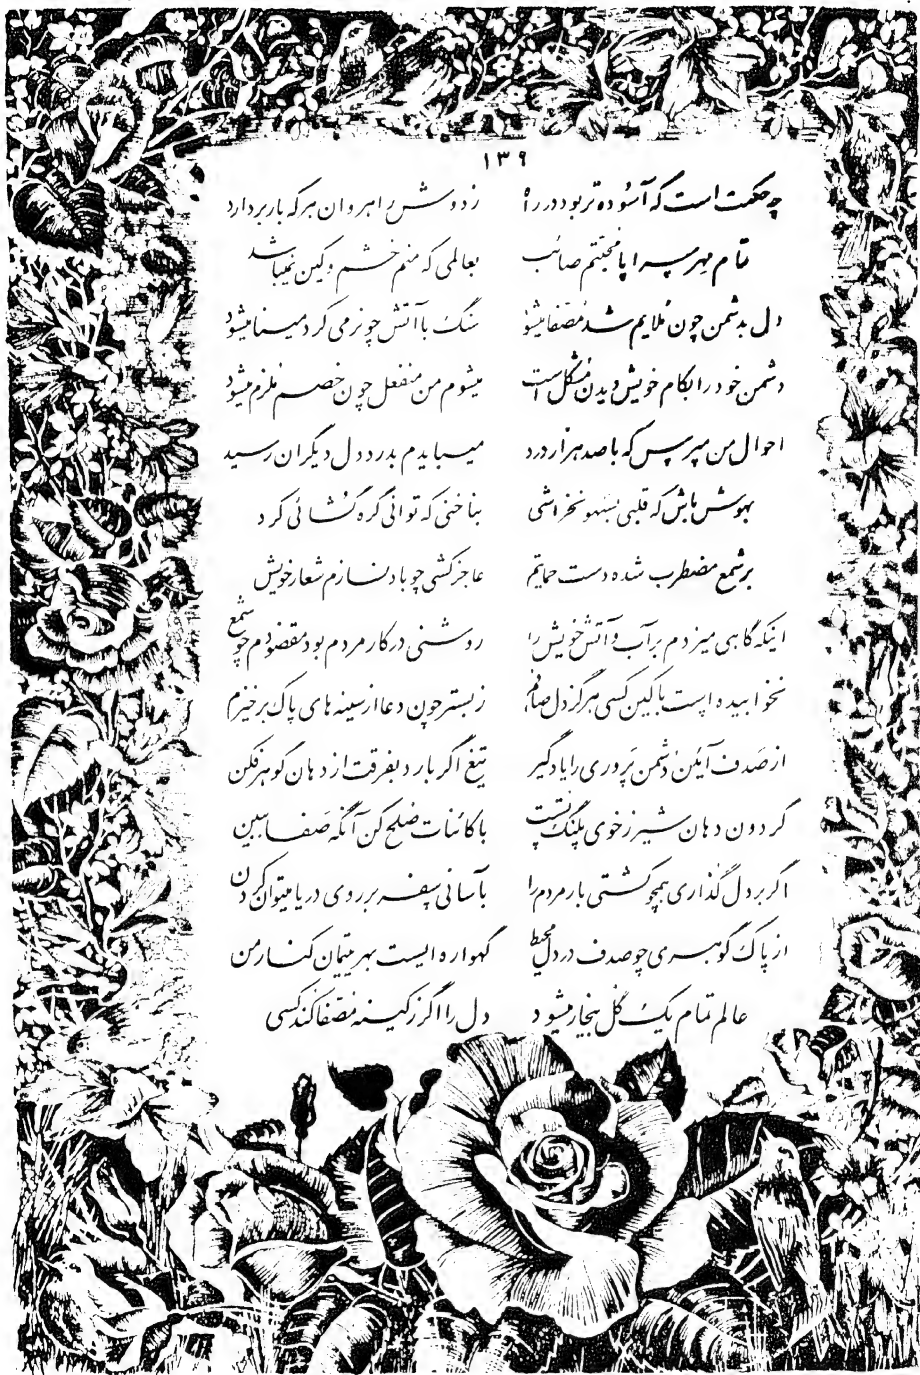 ۱۳۹
چه حکمت است که آسوده تر بود در راه زدوش راهروان هر که بار بردارد
تمام مهر سراپا محبتم صائب بعالمی که منم خشم و کین نمیباشد
دل بدشمن چون ملایم شد مصفا میشود سنگ با آتش چو نرمی کرد مینا میشود
دشمن خود را بکام خویش دیدن مشکل است میشوم من منفعل چون خصم ملزم میشود
احوال من مپرس که با صد هزار درد میبایدم بدرد دل دیگران رسید
بهوش باش که قلبی بسهو نخراشی بناخنی که توانی گره گشائی کرد
بر شمع مضطرب شده دست حمایتم عاجز کشی چو باد نسازم شعار خویش
اینکه گاهی میزدم بر آب و آتش خویش را روشنی در کار مردم بود مقصودم چو شمع
نخوابیده است با کین کسی هرگز دل صافم ز بستر چون دعا از سینه های پاک برخیزم
از صدف آئین دشمن پروری را یاد گیر تیغ اگر بارد بفرقت از دهان گوهر فکن
گردون دهان شیر ز خوی پلنگ تست با کائنات صلح کن آنگه صفا ببین
اگر بر دل گذاری همچو کشتی بار مردم را بآسانی سفر بر روی دریا میتوان کردن
از پاک گوهری چو صدف در دل محیط گهواره ایست بهر یتیمان کنار من
عالم تمام یک گل بیخار میشود دل را اگر ز کینه مصفا کند کسی